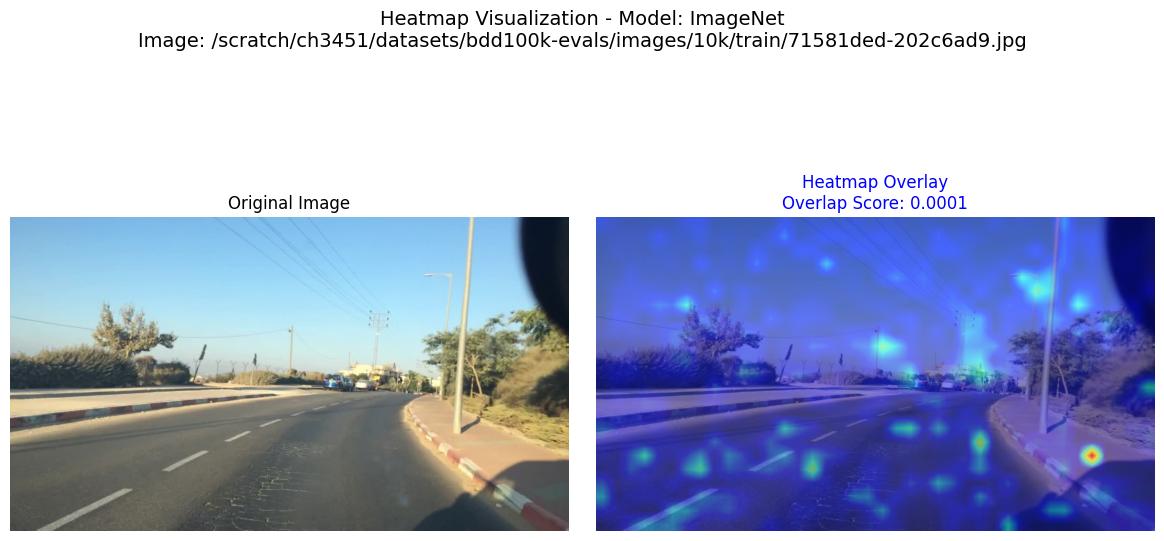 Heatmap Visualization - Model: ImageNet
Image: /scratch/ch3451/datasets/bdd100k-evals/images/10k/train/71581ded-202c6ad9.jpg
Original Image
Heatmap Overlay
Overlap Score: 0.0001